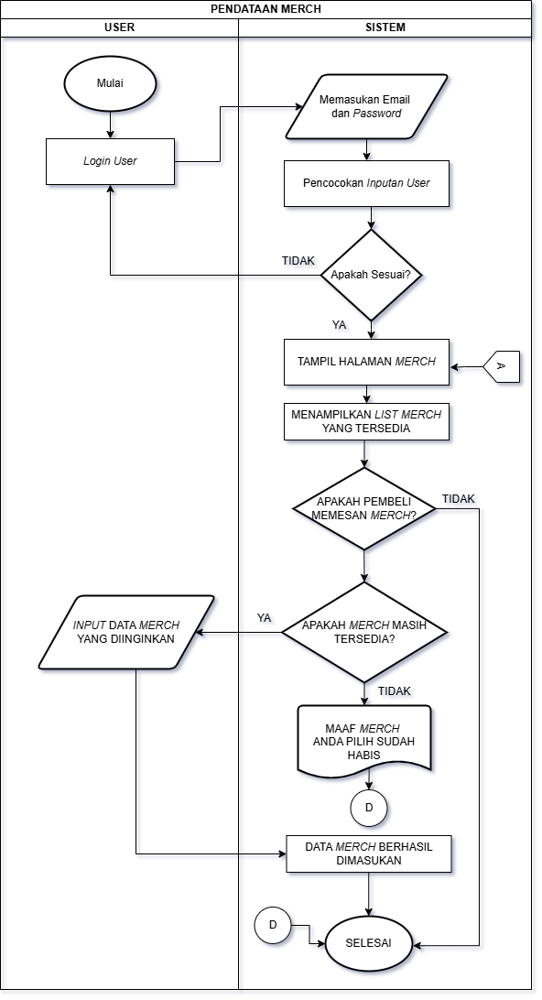 PENDATAAN MERCH
USER
SISTEM
Mulai
Memasukan Email
dan Password
Login User
Pencocokan Inputan User
TIDAK
Apakah Sesuai?
YA
TAMPIL HALAMAN MERCH
A
MENAMPILKAN LIST MERCH
YANG TERSEDIA
APAKAH PEMBELI
MEMESAN MERCH?
TIDAK
INPUT DATA MERCH
YANG DIINGINKAN
YA
APAKAH MERCH MASIH
TERSEDIA?
TIDAK
MAAF MERCH
ANDA PILIH SUDAH
HABIS
D
DATA MERCH BERHASIL
DIMASUKAN
D
SELESAI